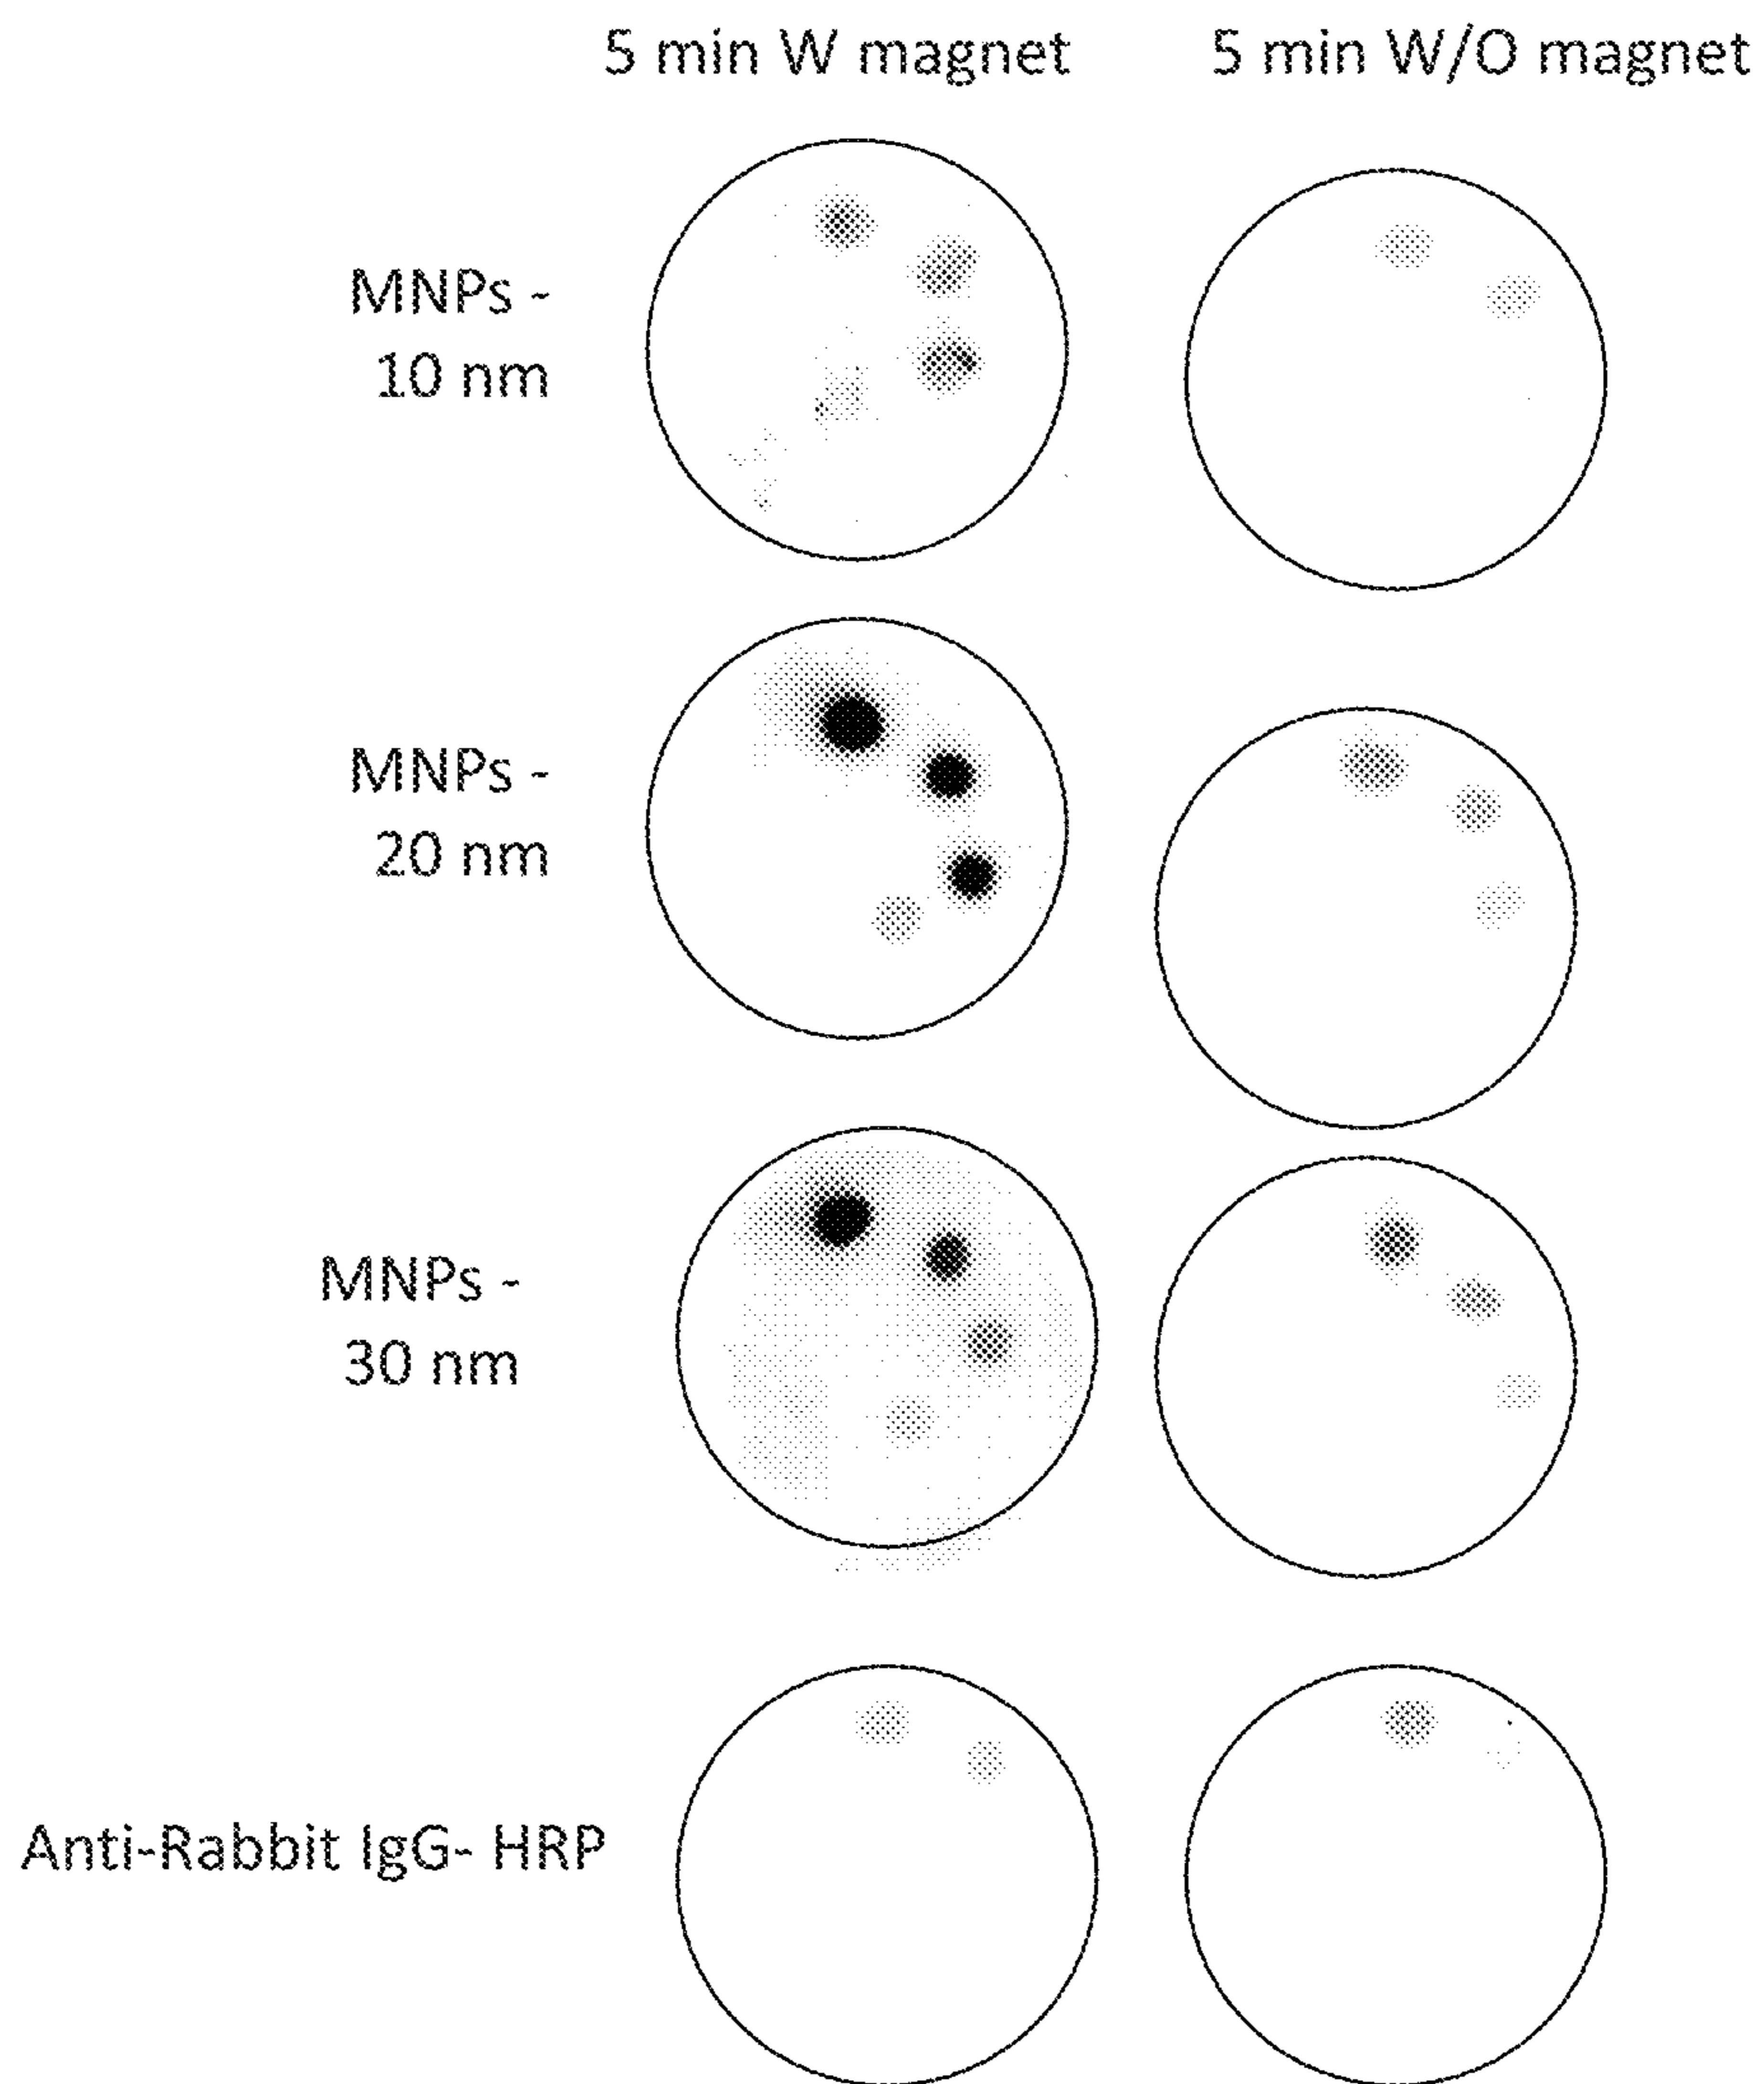 5 min W magnet
5 min W/O magnet
MNPs -
10 nm
MNPs -
20 nm
MNPs -
30 nm
Anti-Rabbit IgG- HRP